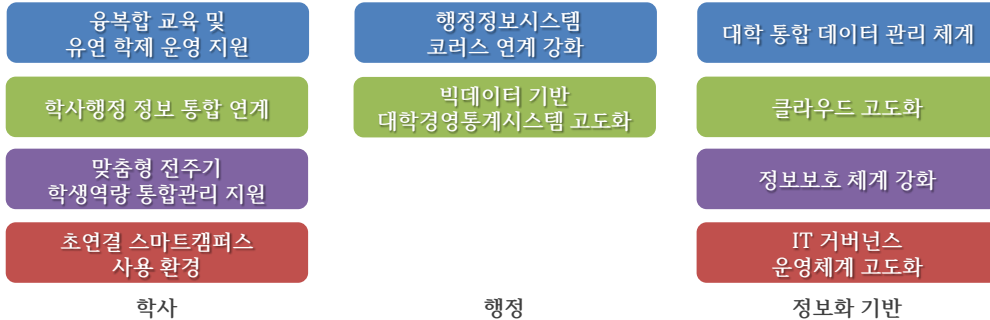 융복합 교육 및
유연 학제 운영 지원
행정정보시스템
코러스 연계 강화
대학 통합 데이터 관리 체계
학사행정 정보 통합 연계
빅데이터 기반
대학경영통계시스템 고도화
클라우드 고도화
맞춤형 전주기
학생역량 통합관리 지원
정보보호 체계 강화
초연결 스마트캠퍼스
사용 환경
IT 거버넌스
운영체계 고도화
학사
행정
정보화 기반